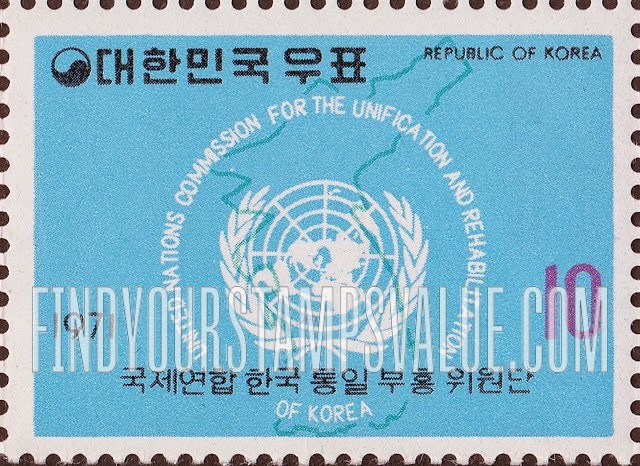 대한민국우표
REPUBLIC OF KOREA
UNITED NATIONS COMMISSION FOR THE UNIFICATION AND REHABILITATION
OF KOREA
10
1971
FINDYOURSTAMPSVALUE.COM
국제연합 한국 통일 부흥 위원단